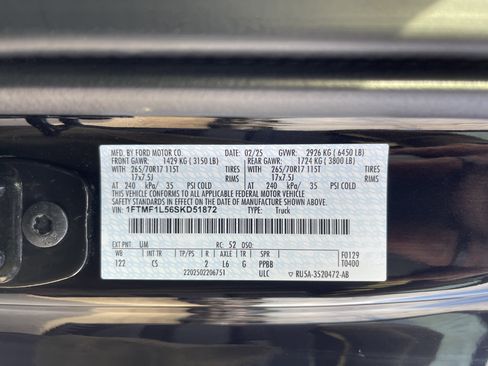 MFD. BY FORD MOTOR CO. 02/25 GVWR: 2926 KG ( 6450 LB)
FRONT GAWR: 1429 KG ( 3150 LB) REAR GAWR: 1724 KG ( 3800 LB)
WITH TIRES WITH TIRES
265/70R17 115T 265/70R17 115T
17x7.5J RIMS 17x7.5J RIMS
AT 240 kPa/ 35 PSI COLD AT 240 kPa/ 35 PSI COLD
THIS VEHICLE CONFORMS TO ALL APPLICABLE FEDERAL MOTOR VEHICLE
SAFETY STANDARDS IN EFFECT ON THE DATE OF MANUFACTURE SHOWN ABOVE.
VIN: 1FTMF1L56SKD51872 TYPE: Truck
EXT PNT: UM RC: 52 DSO:
WB INT TR TP/PS R AXLE TR SPR F0129
122 CS 2 L6 G PPBB T0400
2202502206751 ULC RU5A-3520472-AB